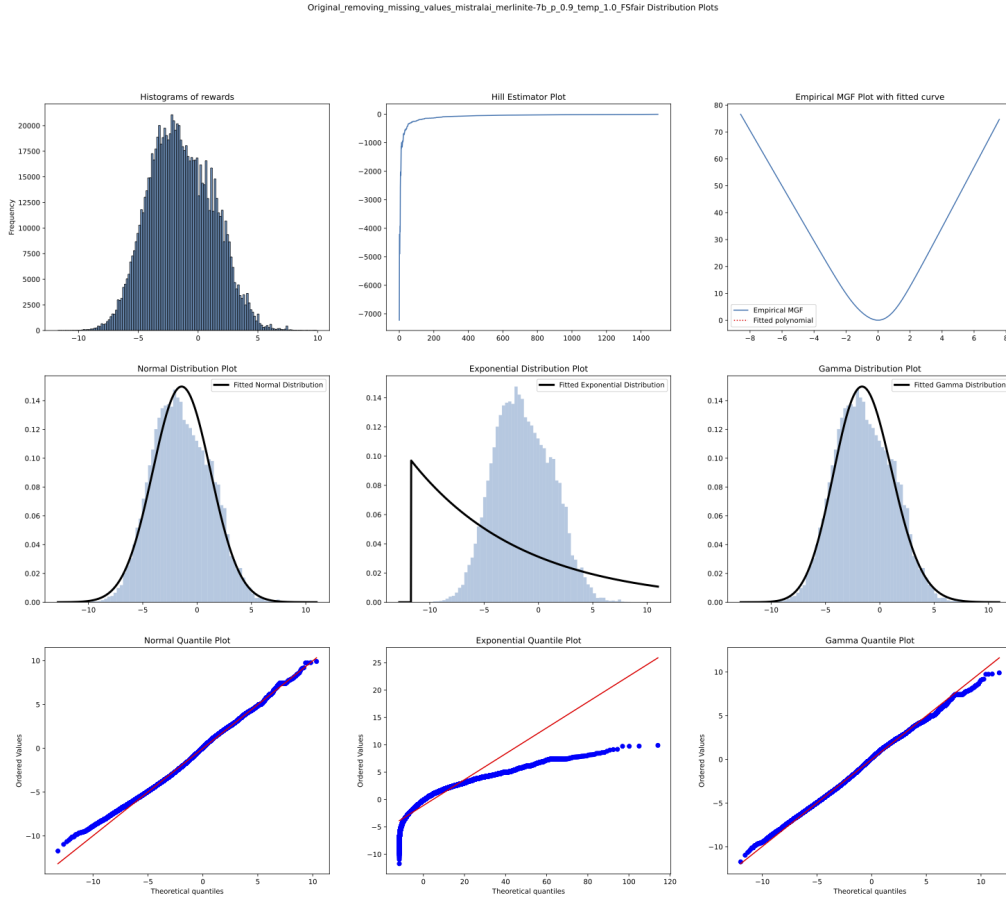 Original_removing_missing_values_mistralai_merlinite-7b_p_0.9_temp_1.0_FSfair Distribution Plots
Histograms of rewards
Frequency
20000
17500
15000
12500
10000
7500
5000
2500
0
−10 −5 0 5 10
Hill Estimator Plot
0
−1000
−2000
−3000
−4000
−5000
−6000
−7000
0 200 400 600 800 1000 1200 1400
Empirical MGF Plot with fitted curve
80
70
60
50
40
30
20
10
0
Empirical MGF
Fitted polynomial
−8 −6 −4 −2 0 2 4 6 8
Normal Distribution Plot
Fitted Normal Distribution
0.14
0.12
0.10
0.08
0.06
0.04
0.02
0.00
−10 −5 0 5 10
Exponential Distribution Plot
Fitted Exponential Distribution
0.14
0.12
0.10
0.08
0.06
0.04
0.02
0.00
−10 −5 0 5 10
Gamma Distribution Plot
Fitted Gamma Distribution
0.14
0.12
0.10
0.08
0.06
0.04
0.02
0.00
−10 −5 0 5 10
Normal Quantile Plot
Ordered Values
10
5
0
−5
−10
−10 −5 0 5 10
Theoretical quantiles
Exponential Quantile Plot
Ordered Values
25
20
15
10
5
0
−5
−10
0 20 40 60 80 100 120
Theoretical quantiles
Gamma Quantile Plot
Ordered Values
10
5
0
−5
−10
−10 −5 0 5 10
Theoretical quantiles